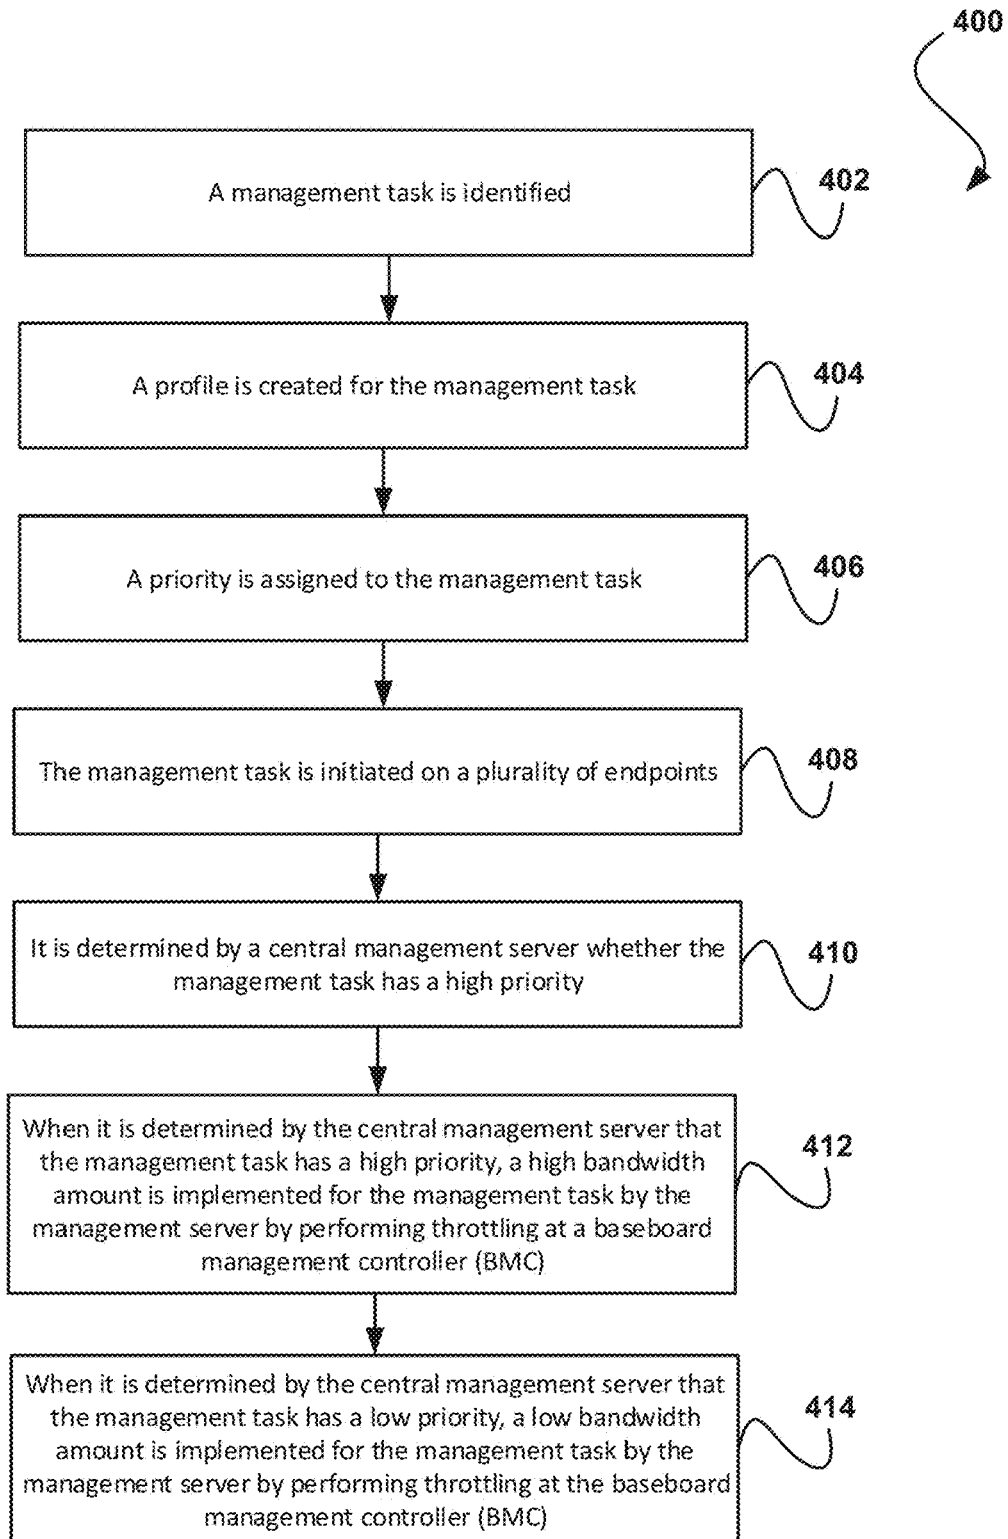 400
A management task is identified
402
A profile is created for the management task
404
A priority is assigned to the management task
406
The management task is initiated on a plurality of endpoints
408
It is determined by a central management server whether the
management task has a high priority
410
When it is determined by the central management server that
the management task has a high priority, a high bandwidth
amount is implemented for the management task by the
management server by performing throttling at a baseboard
management controller (BMC)
412
When it is determined by the central management server that
the management task has a low priority, a low bandwidth
amount is implemented for the management task by the
management server by performing throttling at the baseboard
management controller (BMC)
414